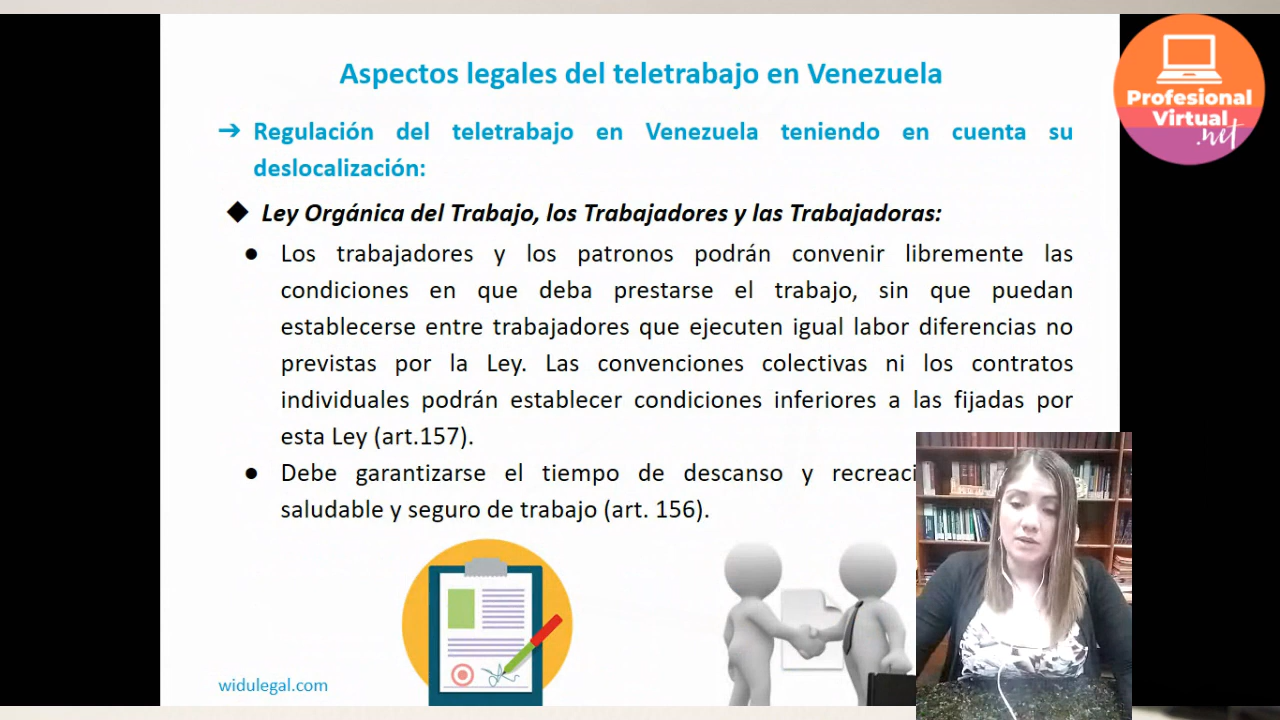 Aspectos legales del teletrabajo en Venezuela
Profesional
Virtual
.net
➔ Regulación del teletrabajo en Venezuela teniendo en cuenta su
deslocalización:
◆ Ley Orgánica del Trabajo, los Trabajadores y las Trabajadoras:
● Los trabajadores y los patronos podrán convenir libremente las
condiciones en que deba prestarse el trabajo, sin que puedan
establecerse entre trabajadores que ejecuten igual labor diferencias no
previstas por la Ley. Las convenciones colectivas ni los contratos
individuales podrán establecer condiciones inferiores a las fijadas por
esta Ley (art.157).
● Debe garantizarse el tiempo de descanso y
saludable y seguro de trabajo (art. 156).
widulegal.com